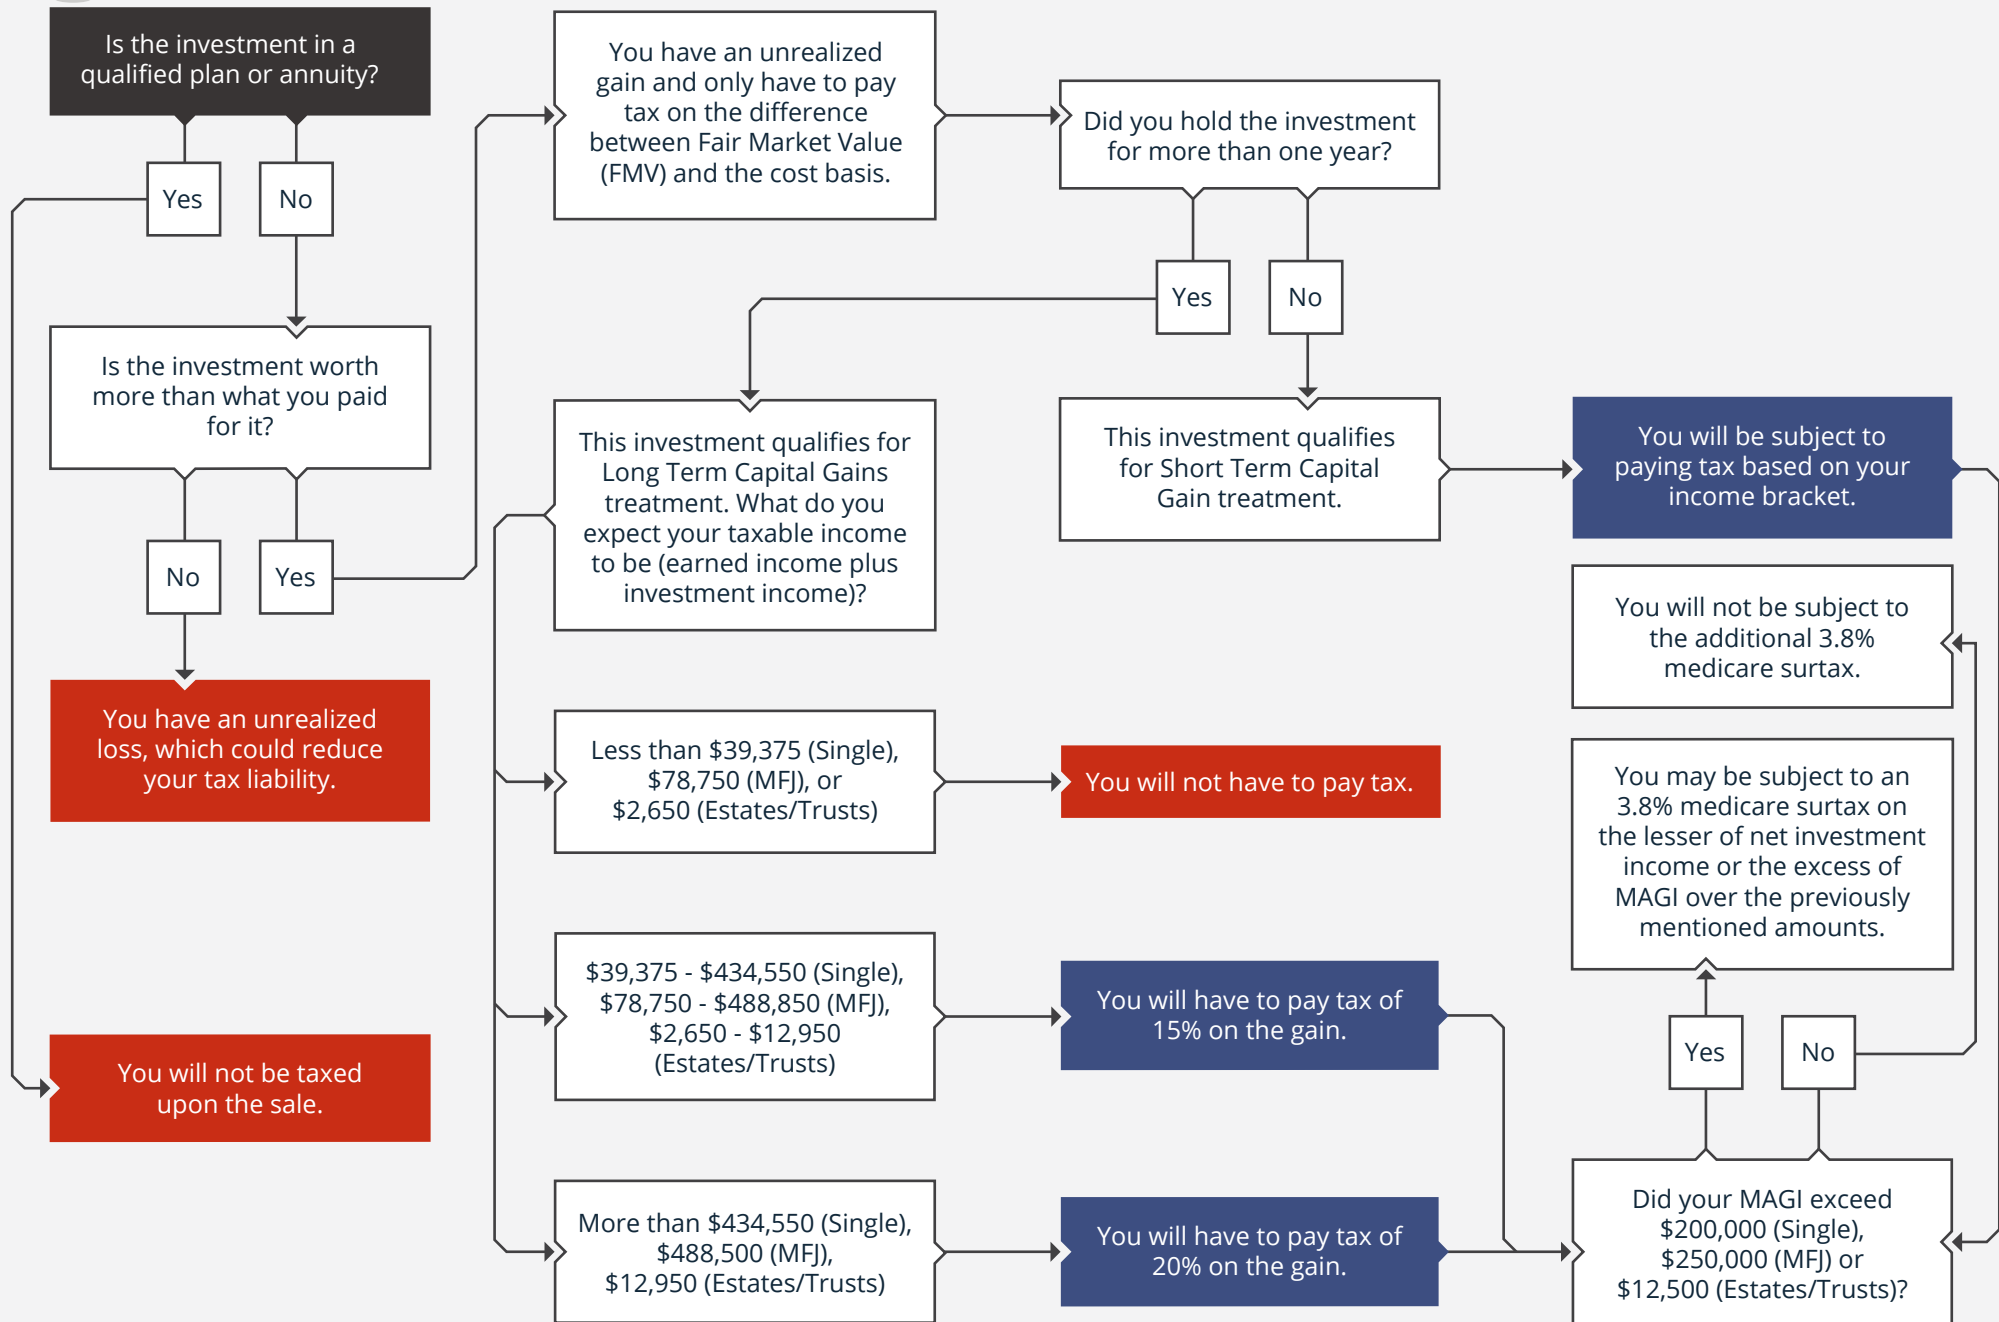 Is the investment in a
qualified plan or annuity?
Yes
No
Is the investment worth
more than what you paid
for it?
No
Yes
You have an unrealized
loss, which could reduce
your tax liability.
You will not be taxed
upon the sale.
You have an unrealized
gain and only have to pay
tax on the difference
between Fair Market Value
(FMV) and the cost basis.
Did you hold the investment
for more than one year?
Yes
No
This investment qualifies for
Long Term Capital Gains
treatment. What do you
expect your taxable income
to be (earned income plus
investment income)?
This investment qualifies
for Short Term Capital
Gain treatment.
You will be subject to
paying tax based on your
income bracket.
Less than $39,375 (Single),
$78,750 (MFJ), or
$2,650 (Estates/Trusts)
You will not have to pay tax.
$39,375 - $434,550 (Single),
$78,750 - $488,850 (MFJ),
$2,650 - $12,950
(Estates/Trusts)
You will have to pay tax of
15% on the gain.
More than $434,550 (Single),
$488,500 (MFJ),
$12,950 (Estates/Trusts)
You will have to pay tax of
20% on the gain.
You will not be subject to
the additional 3.8%
medicare surtax.
You may be subject to an
3.8% medicare surtax on
the lesser of net investment
income or the excess of
MAGI over the previously
mentioned amounts.
Yes
No
Did your MAGI exceed
$200,000 (Single),
$250,000 (MFJ) or
$12,500 (Estates/Trusts)?